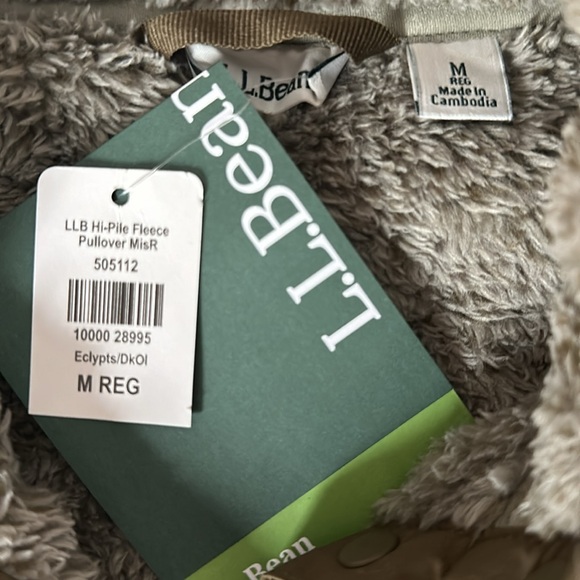 L.L.Bean
M
REG
Made In
Cambodia
L.L.Bean
LLB Hi-Pile Fleece
Pullover MisR
505112
10000 28995
Eclypts/DkOl
M REG
Bean